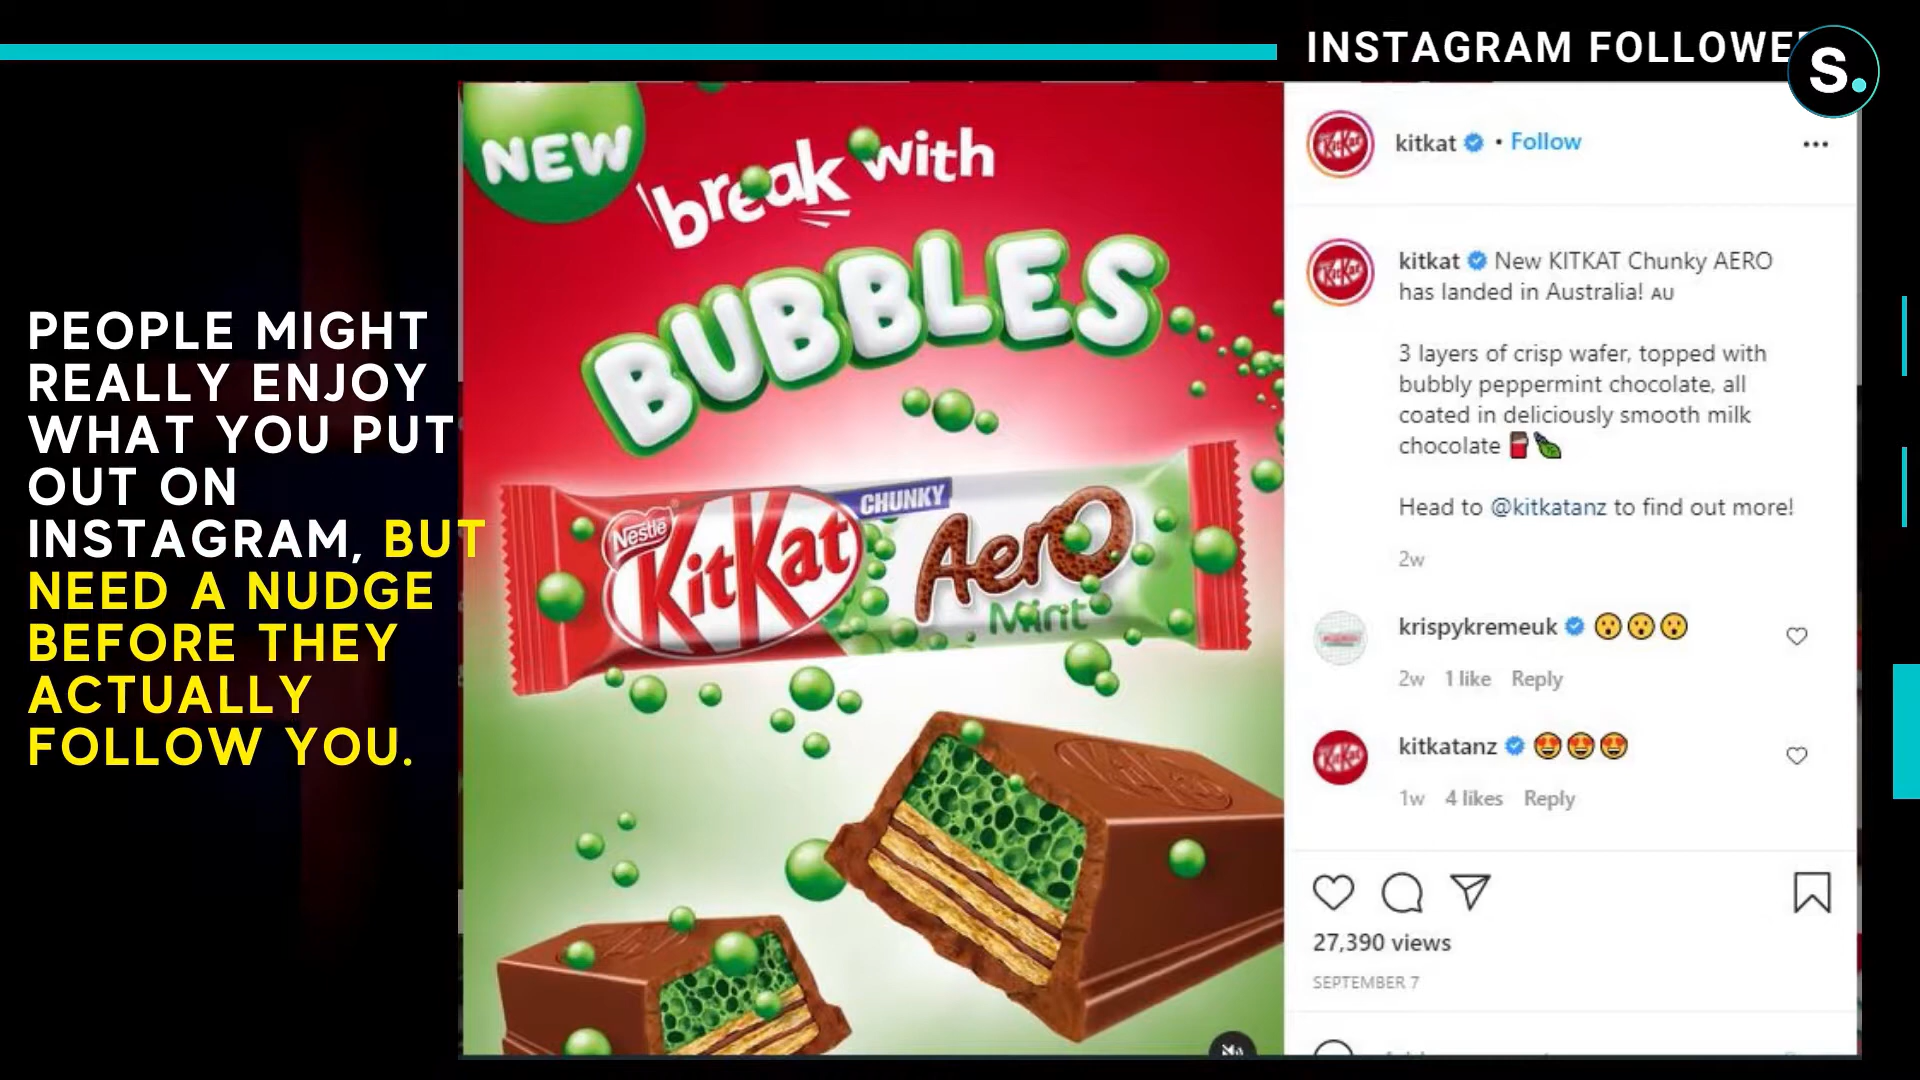 INSTAGRAM FOLLOWE
S.
PEOPLE MIGHT
REALLY ENJOY
WHAT YOU PUT
OUT ON
INSTAGRAM, BUT
NEED A NUDGE
BEFORE THEY
ACTUALLY
FOLLOW YOU.
NEW
break with
BUBBLES
Nestlé
KitKat
CHUNKY
Aero
Mint
KitKat
kitkat • Follow
kitkat New KITKAT Chunky AERO
has landed in Australia! AU
3 layers of crisp wafer, topped with
bubbly peppermint chocolate, all
coated in deliciously smooth milk
chocolate 🍫🍃
Head to @kitkatanz to find out more!
2w
krispykremeuk 😮😮😮
2w 1 like Reply
kitkatanz 😍😍😍
1w 4 likes Reply
27,390 views
SEPTEMBER 7